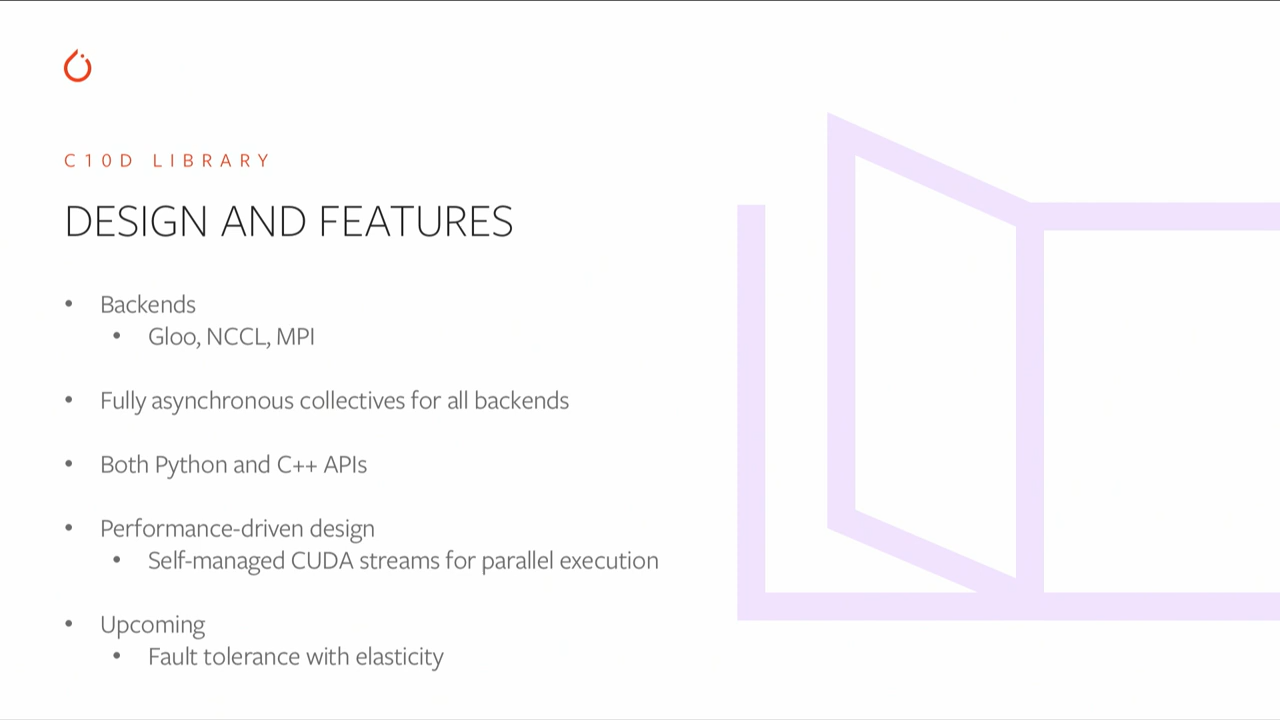 C10D LIBRARY
DESIGN AND FEATURES
• Backends
• Gloo, NCCL, MPI
• Fully asynchronous collectives for all backends
• Both Python and C++ APIs
• Performance-driven design
• Self-managed CUDA streams for parallel execution
• Upcoming
• Fault tolerance with elasticity